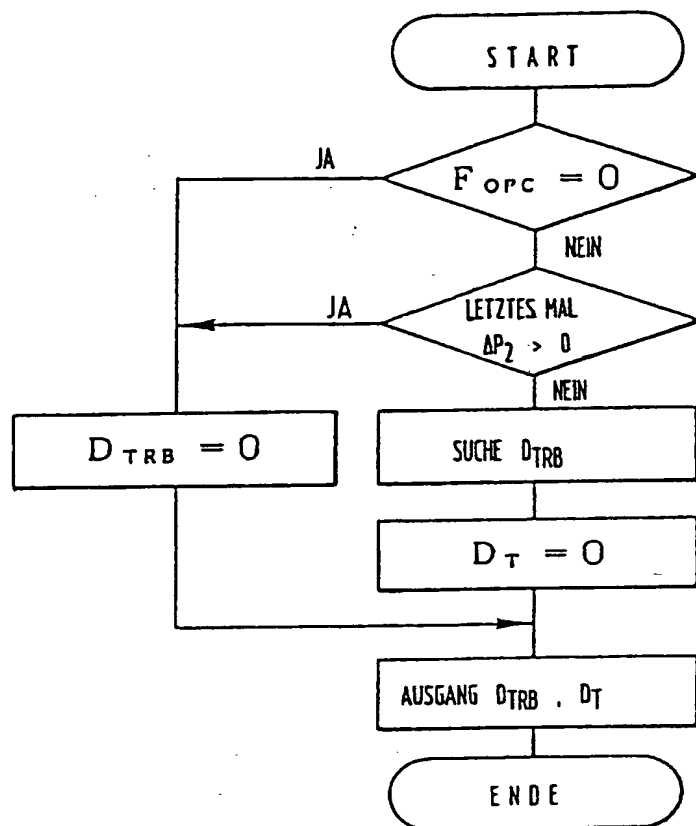 START
JA
F OPC = 0
NEIN
JA
LETZTES MAL
ΔP2 > 0
NEIN
D TRB = 0
SUCHE DTRB
D T = 0
AUSGANG DTRB , DT
ENDE